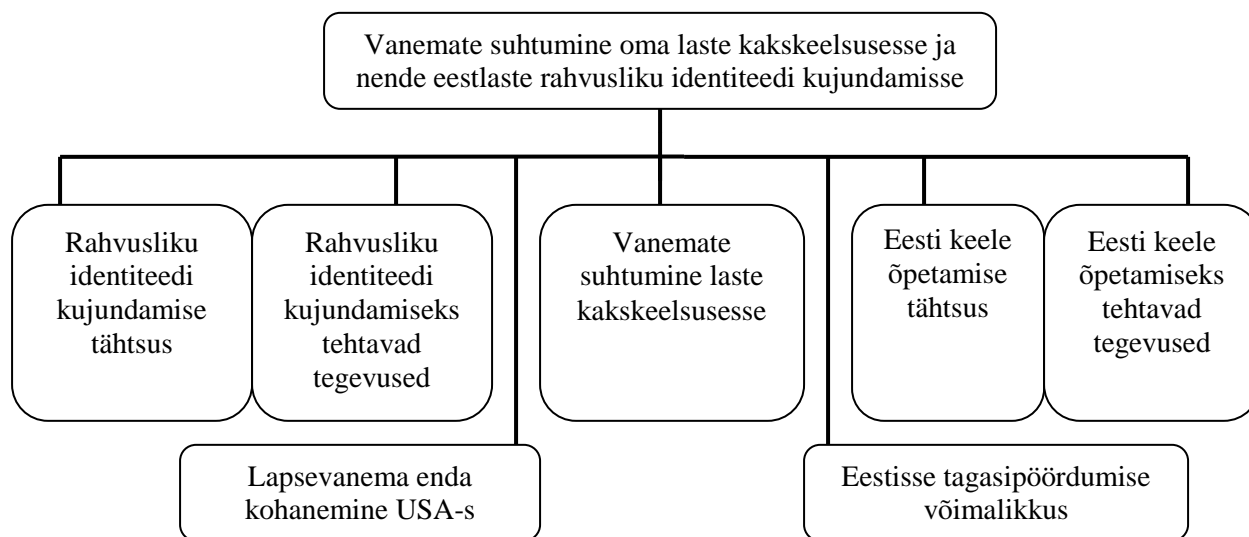 Vanemate suhtumine oma laste kakskeelsusesse ja
nende eestlaste rahvusliku identiteedi kujundamisse
Rahvusliku
identiteedi
kujundamise
tähtsus
Rahvusliku
identiteedi
kujundamiseks
tehtavad
tegevused
Vanemate
suhtumine laste
kakskeelsusesse
Eesti keele
õpetamise
tähtsus
Eesti keele
õpetamiseks
tehtavad
tegevused
Lapsevanema enda
kohanemine USA-s
Eestisse tagasipöördumise
võimalikkus